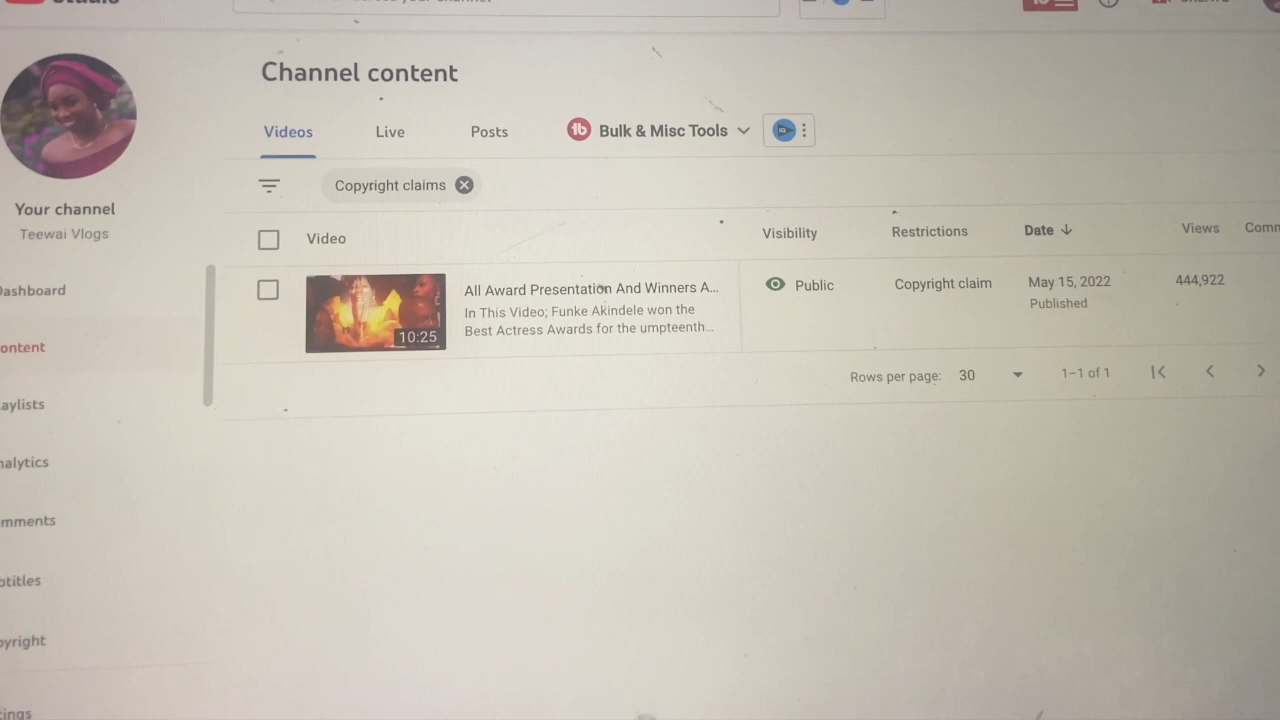 Channel content
Videos Live Posts Bulk & Misc Tools
Copyright claims
Your channel
Teewai Vlogs
Video Visibility Restrictions Date Views
10:25
All Award Presentation And Winners A...
In This Video; Funke Akindele won the
Best Actress Awards for the umpteenth...
Public Copyright claim May 15, 2022 444,922
Published
Rows per page: 30 1–1 of 1
ashboard
ontent
aylists
nalytics
mments
btitles
pyright
ings